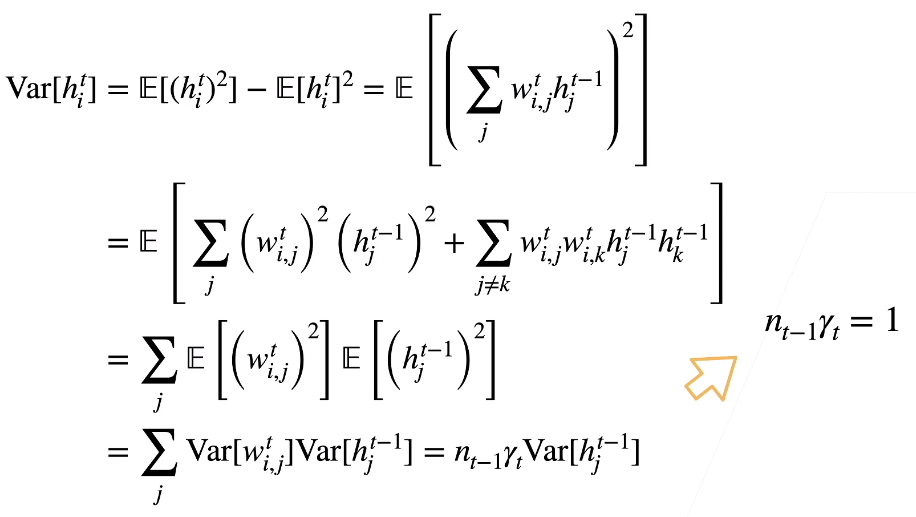 Var[h_i^t] = 𝔼[(h_i^t)^2] − 𝔼[h_i^t]^2 = 𝔼 [ ( ∑_j w_{i,j}^t h_j^{t−1} )^2 ]
= 𝔼 [ ∑_j (w_{i,j}^t)^2 (h_j^{t−1})^2 + ∑_{j≠k} w_{i,j}^t w_{i,k}^t h_j^{t−1} h_k^{t−1} ]
n_{t−1}γ_t = 1
= ∑_j 𝔼 [ (w_{i,j}^t)^2 ] 𝔼 [ (h_j^{t−1})^2 ]
= ∑_j Var[w_{i,j}^t]Var[h_j^{t−1}] = n_{t−1}γ_tVar[h_j^{t−1}]